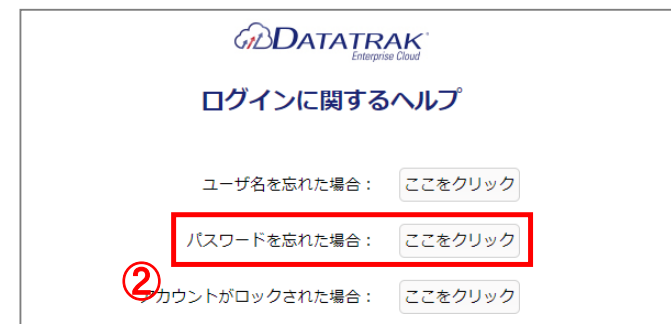 DATATRAK
Enterprise Cloud
ログインに関するヘルプ
ユーザ名を忘れた場合： ここをクリック
パスワードを忘れた場合： ここをクリック
②
アカウントがロックされた場合： ここをクリック